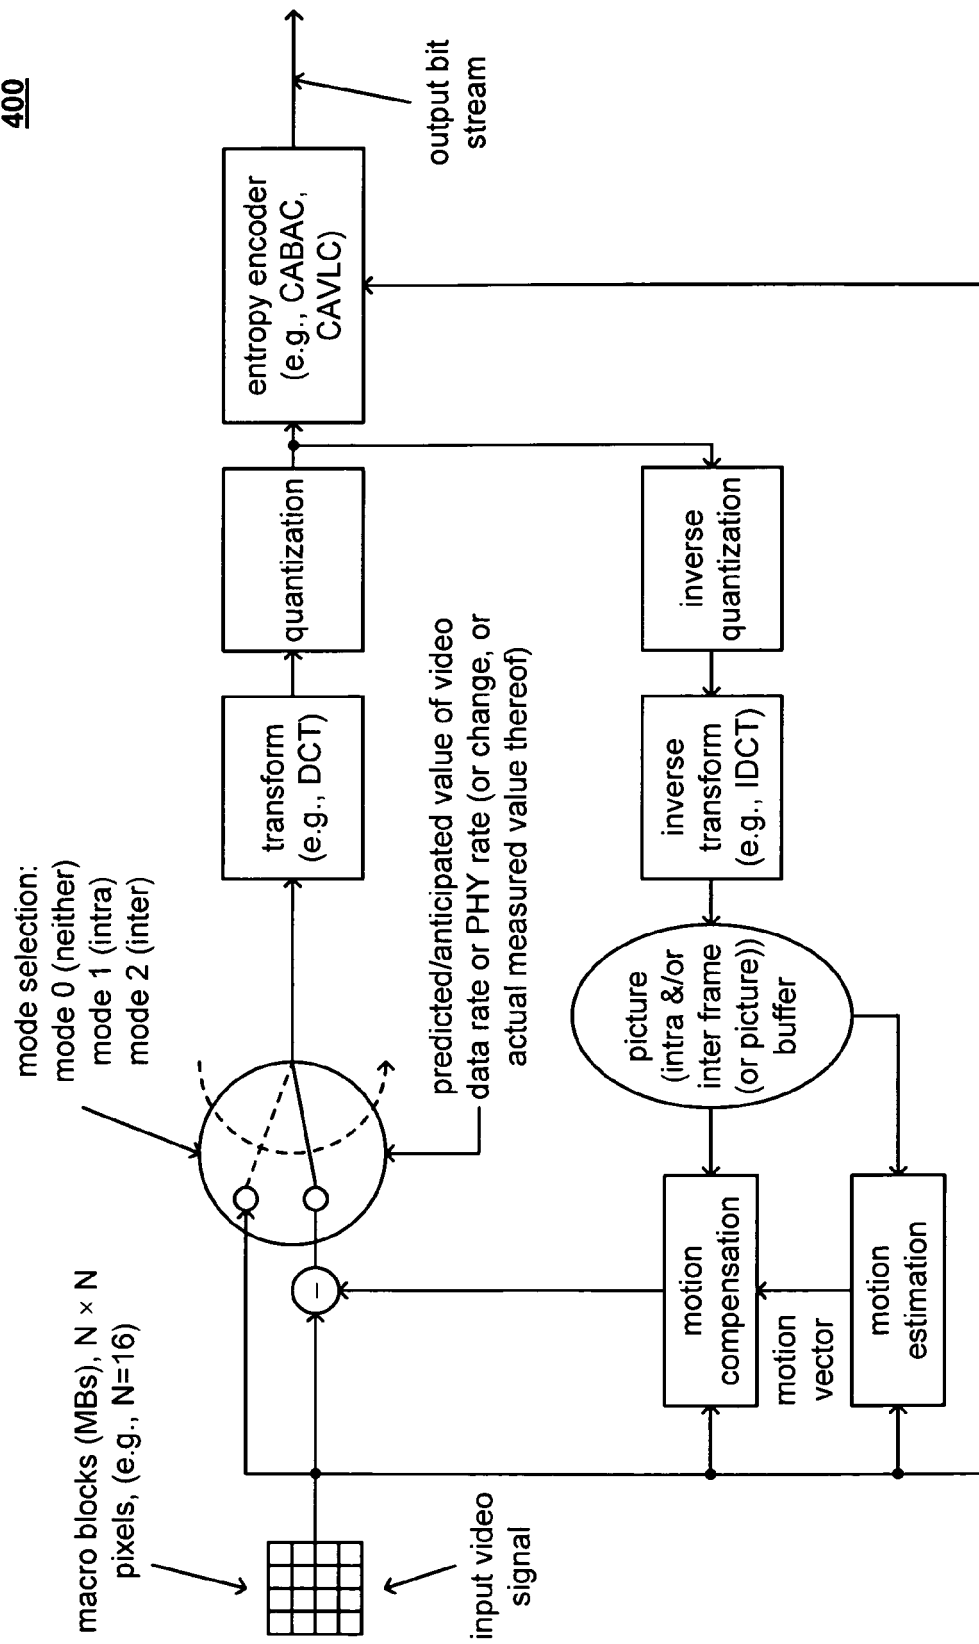 400
mode selection:
mode 0 (neither)
mode 1 (intra)
mode 2 (inter)
macro blocks (MBs), N × N
pixels, (e.g., N=16)
input video
signal
−
transform
(e.g., DCT)
quantization
entropy encoder
(e.g., CABAC,
CAVLC)
output bit
stream
predicted/anticipated value of video
data rate or PHY rate (or change, or
actual measured value thereof)
inverse
quantization
inverse
transform
(e.g., IDCT)
picture
(intra &/or
inter frame
(or picture))
buffer
motion
compensation
motion
vector
motion
estimation